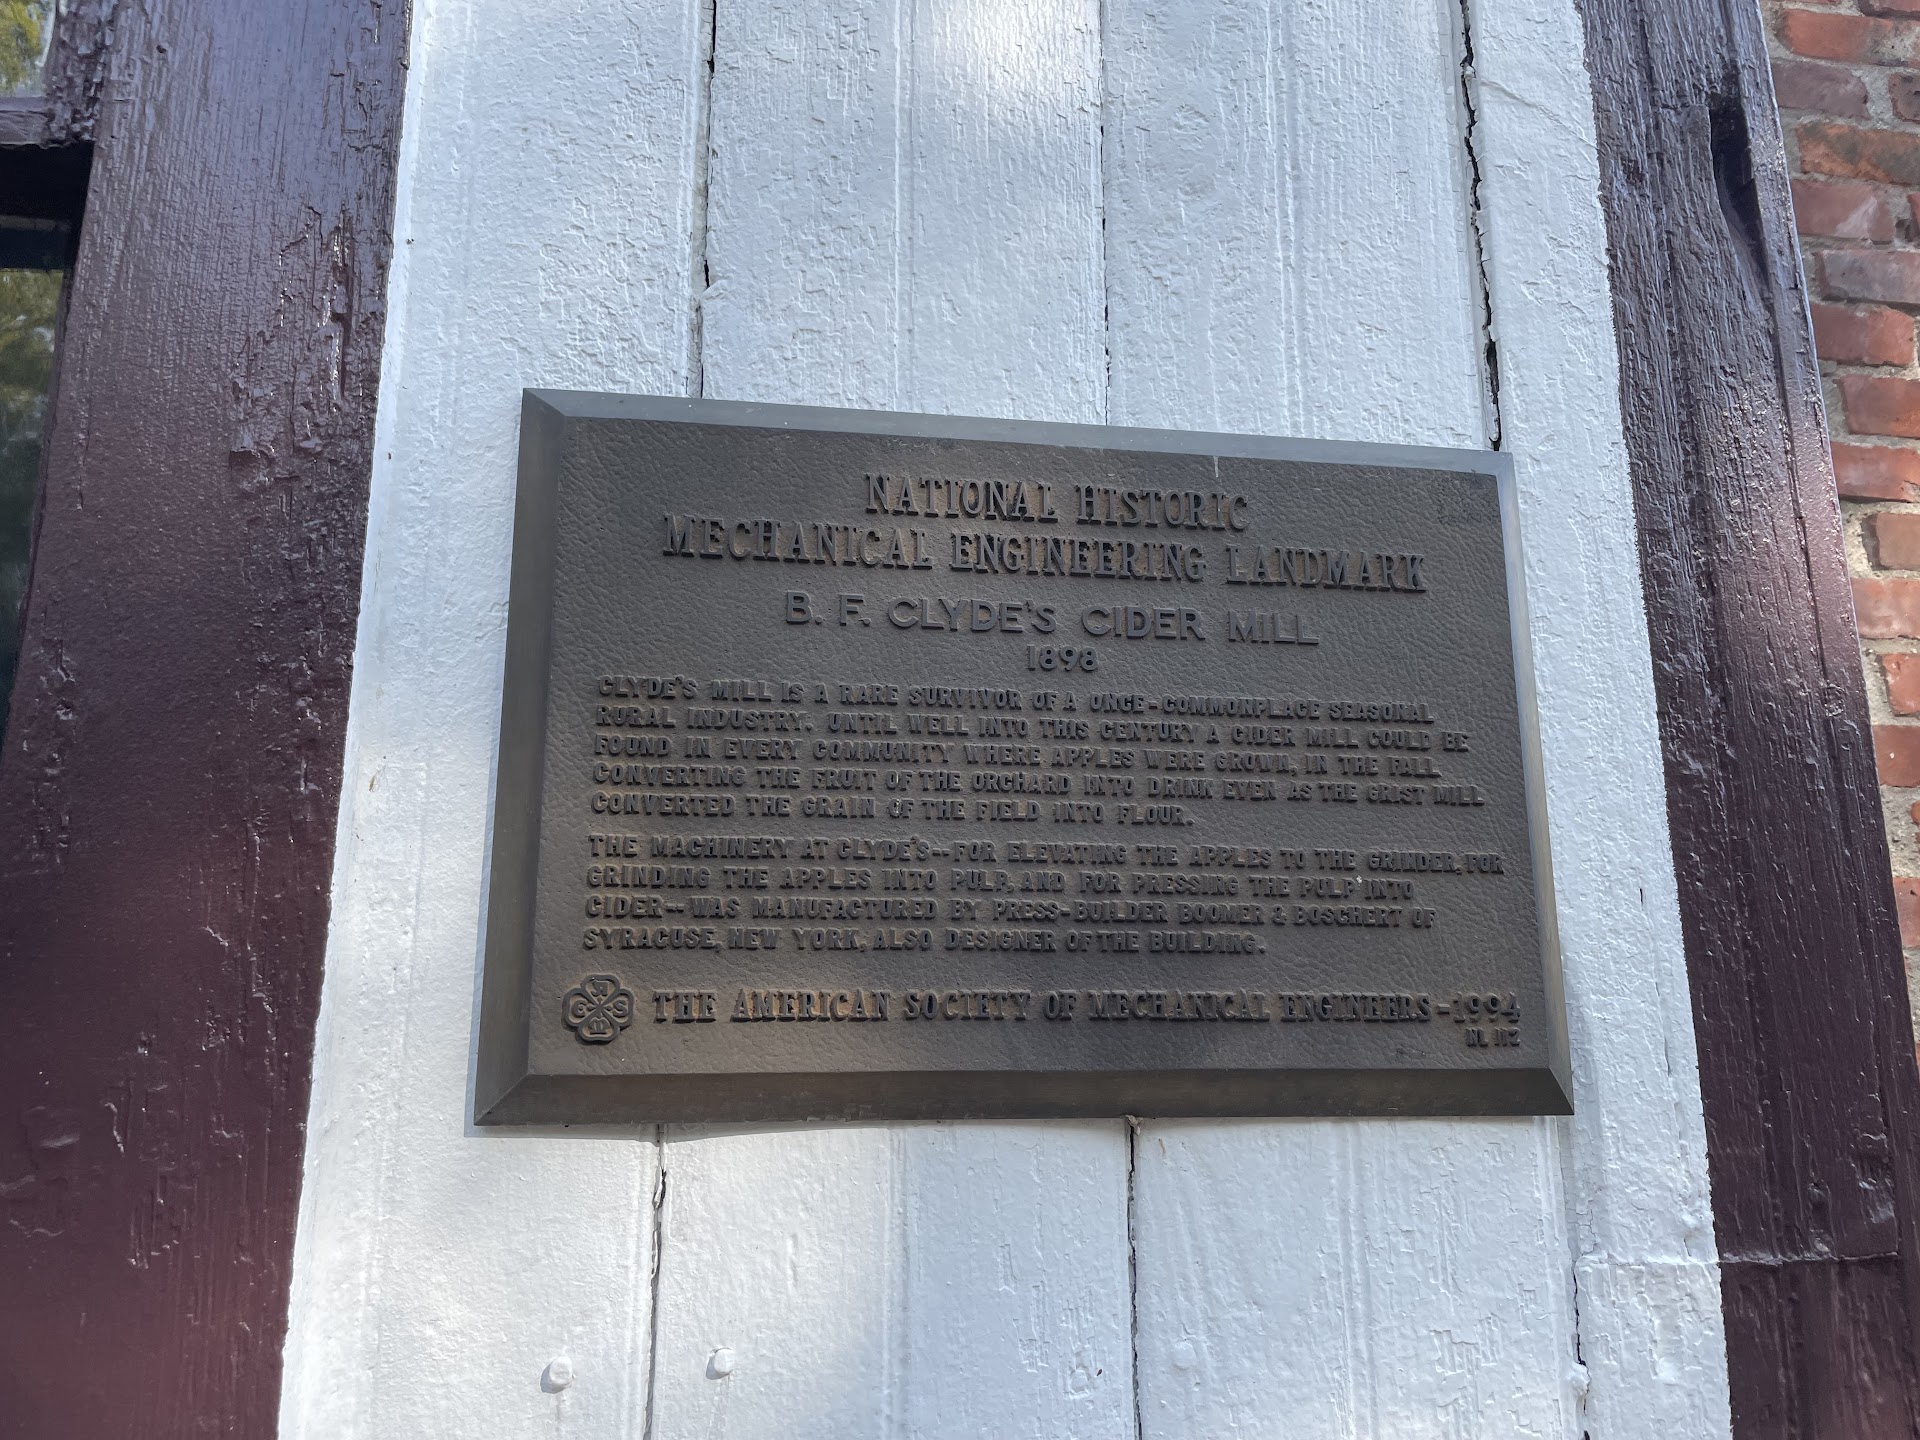 NATIONAL HISTORIC
MECHANICAL ENGINEERING LANDMARK
B. F. CLYDE'S CIDER MILL
1898
CLYDE'S MILL IS A RARE SURVIVOR OF A ONCE-COMMONPLACE SEASONAL
RURAL INDUSTRY. UNTIL WELL INTO THIS CENTURY A CIDER MILL COULD BE
FOUND IN EVERY COMMUNITY WHERE APPLES WERE GROWN, IN THE FALL
CONVERTING THE FRUIT OF THE ORCHARD INTO DRINK EVEN AS THE GRIST MILL
CONVERTED THE GRAIN OF THE FIELD INTO FLOUR.
THE MACHINERY AT CLYDE'S--FOR ELEVATING THE APPLES TO THE GRINDER, FOR
GRINDING THE APPLES INTO PULP, AND FOR PRESSING THE PULP INTO
CIDER--WAS MANUFACTURED BY PRESS-BUILDER BOOMER & BOSCHERT OF
SYRACUSE, NEW YORK, ALSO DESIGNER OF THE BUILDING.
THE AMERICAN SOCIETY OF MECHANICAL ENGINEERS-1994